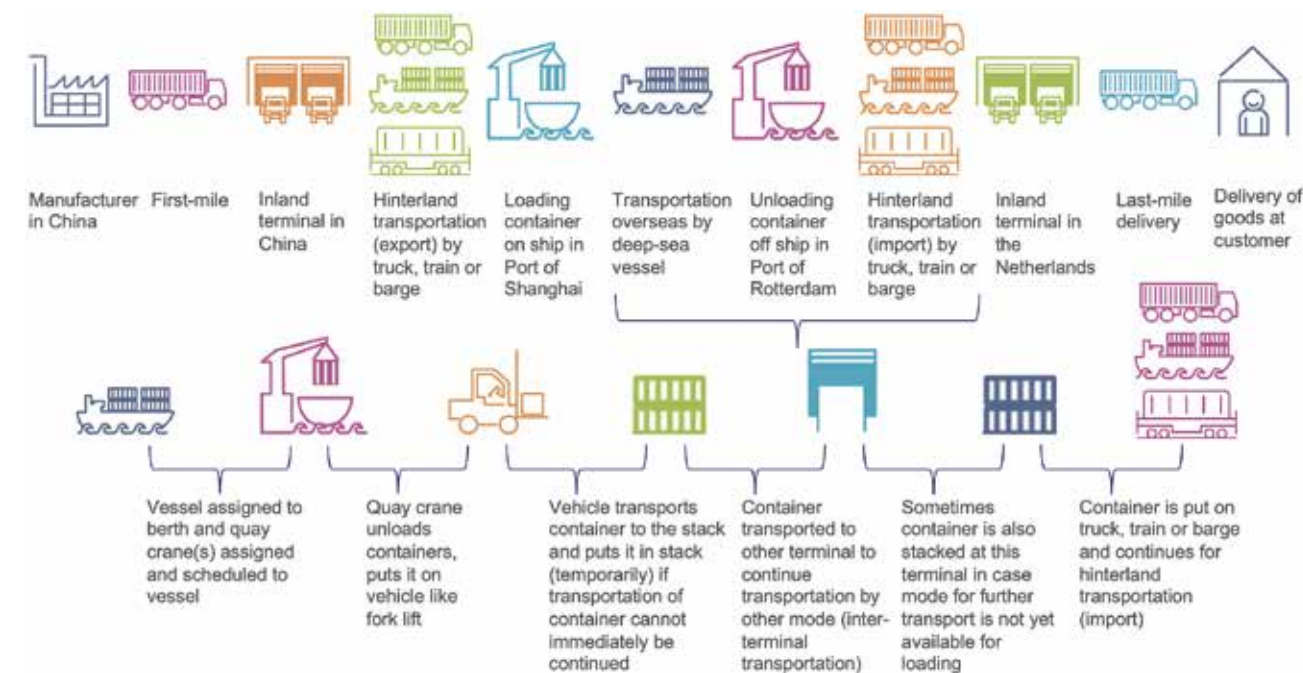 Manufacturer
in China
First-mile
Inland
terminal in
China
Hinterland
transportation
(export) by
truck, train or
barge
Loading
container
on ship in
Port of
Shanghai
Transportation
overseas by
deep-sea
vessel
Unloading
container
off ship in
Port of
Rotterdam
Hinterland
transportation
(import) by
truck, train or
barge
Inland
terminal in
the
Netherlands
Last-mile
delivery
Delivery of
goods at
customer
Vessel assigned to
berth and quay
crane(s) assigned
and scheduled to
vessel
Quay crane
unloads
containers,
puts it on
vehicle like
fork lift
Vehicle transports
container to the stack
and puts it in stack
(temporarily) if
transportation of
container cannot
immediately be
continued
Container
transported to
other terminal to
continue
transportation by
other mode (inter-
terminal
transportation)
Sometimes
container is also
stacked at this
terminal in case
mode for further
transport is not yet
available for
loading
Container is put on
truck, train or barge
and continues for
hinterland
transportation
(import)